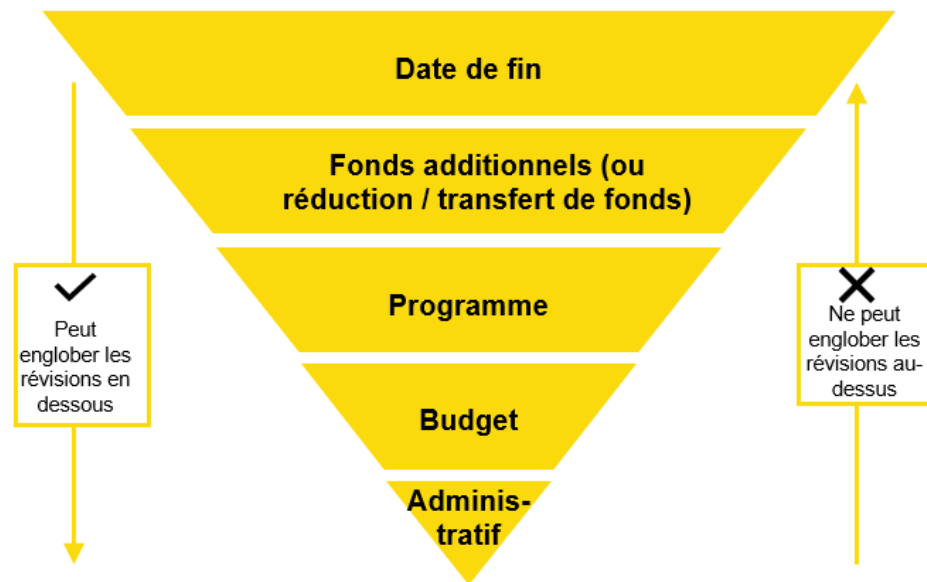 Date de fin
Fonds additionnels (ou
réduction / transfert de fonds)
Programme
Budget
Adminis-
tratif
Peut
englober les
révisions en
dessous
Ne peut
englober les
révisions au-
dessus